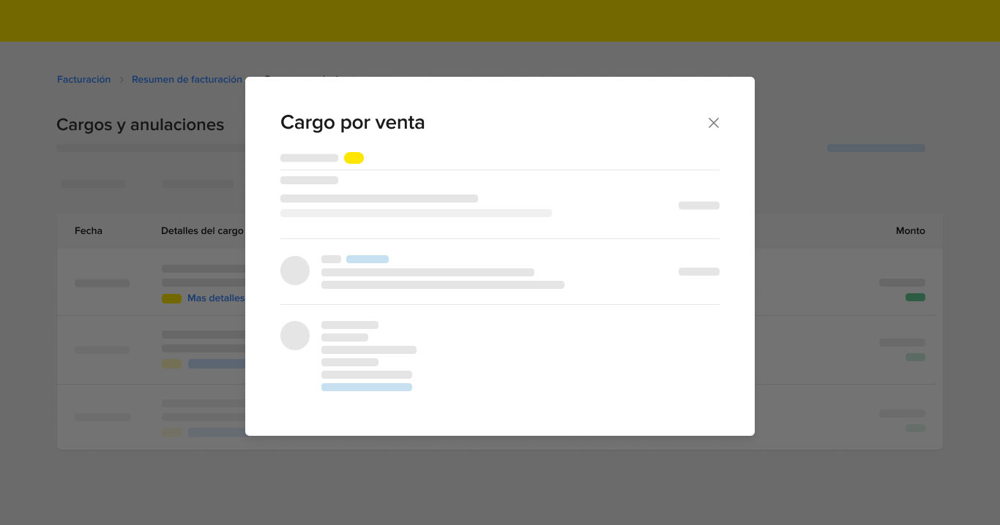 Facturación > Resumen de facturación
Cargos y anulaciones
Cargo por venta
Fecha
Detalles del cargo
Monto
Mas detalles